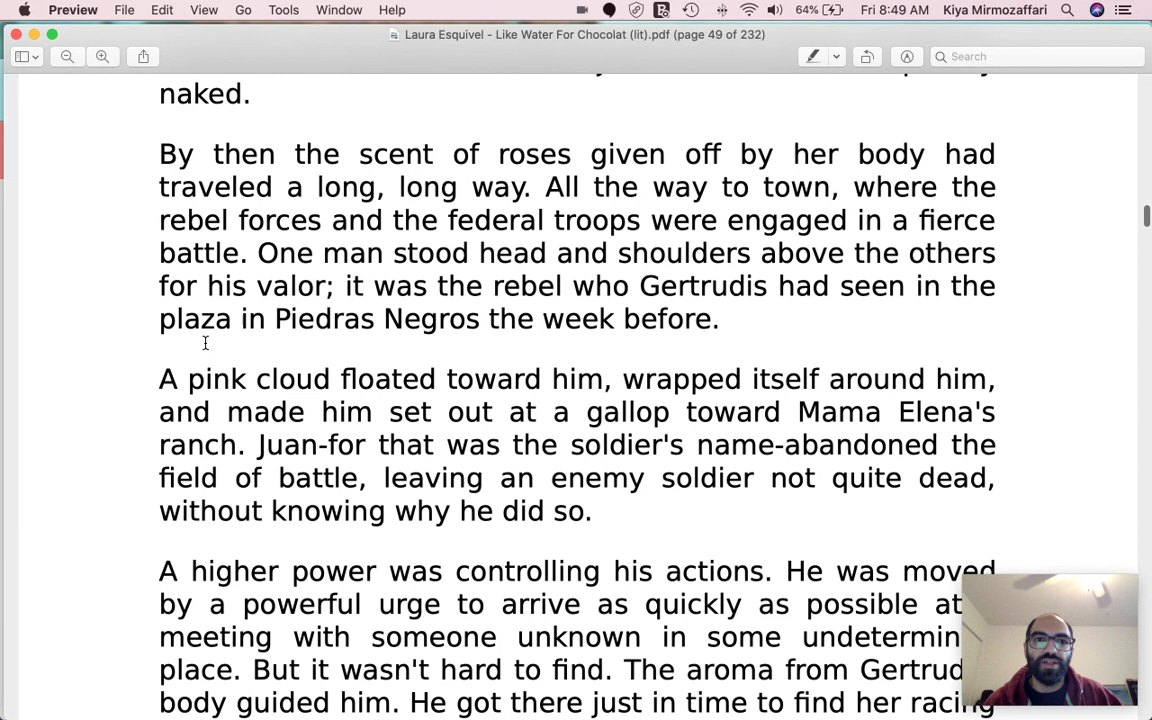 Preview File Edit View Go Tools Window Help 64% Fri 8:49 AM Kiya Mirmozaffari
Laura Esquivel - Like Water For Chocolat (lit).pdf (page 49 of 232)
Search
naked.
By then the scent of roses given off by her body had
traveled a long, long way. All the way to town, where the
rebel forces and the federal troops were engaged in a fierce
battle. One man stood head and shoulders above the others
for his valor; it was the rebel who Gertrudis had seen in the
plaza in Piedras Negros the week before.
A pink cloud floated toward him, wrapped itself around him,
and made him set out at a gallop toward Mama Elena's
ranch. Juan-for that was the soldier's name-abandoned the
field of battle, leaving an enemy soldier not quite dead,
without knowing why he did so.
A higher power was controlling his actions. He was moved
by a powerful urge to arrive as quickly as possible at
meeting with someone unknown in some
place. But it wasn't hard to find. The aroma from
body guided him. He got there just in time to find her racing